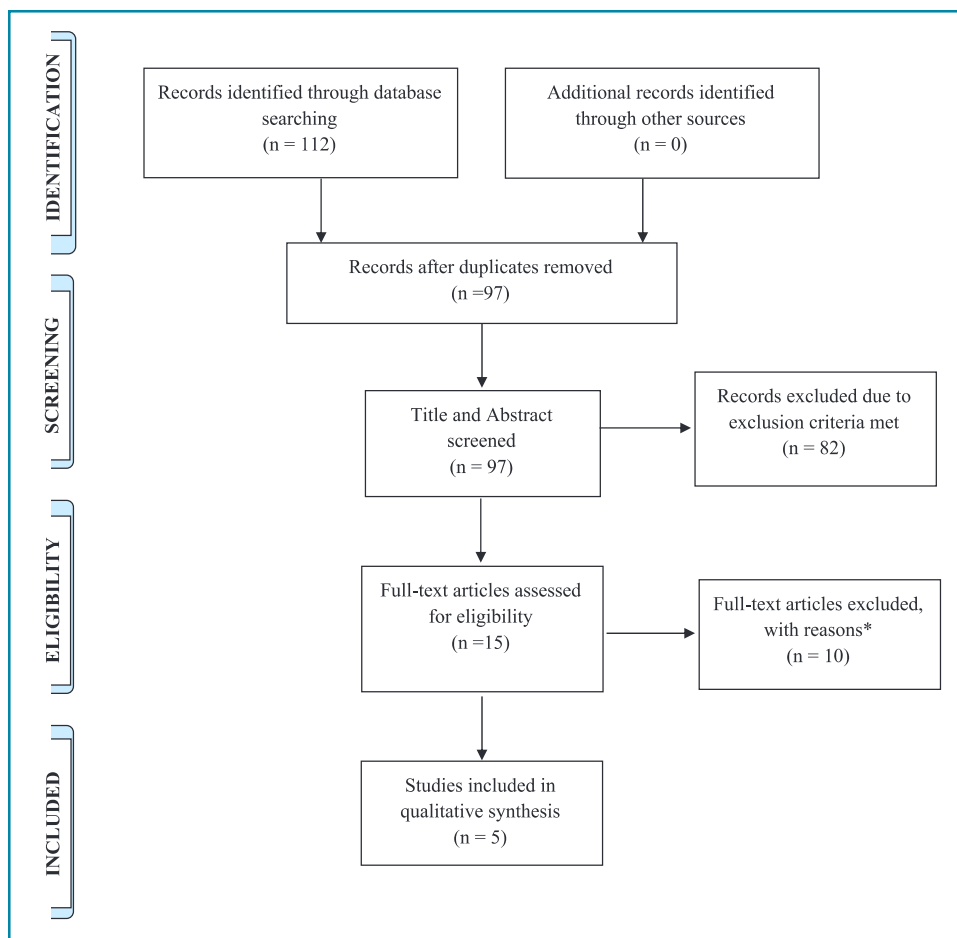 IDENTIFICATION
Records identified through database
searching
(n = 112)
Additional records identified
through other sources
(n = 0)
Records after duplicates removed
(n =97)
SCREENING
Title and Abstract
screened
(n = 97)
Records excluded due to
exclusion criteria met
(n = 82)
ELIGIBILITY
Full-text articles assessed
for eligibility
(n =15)
Full-text articles excluded,
with reasons*
(n = 10)
INCLUDED
Studies included in
qualitative synthesis
(n = 5)